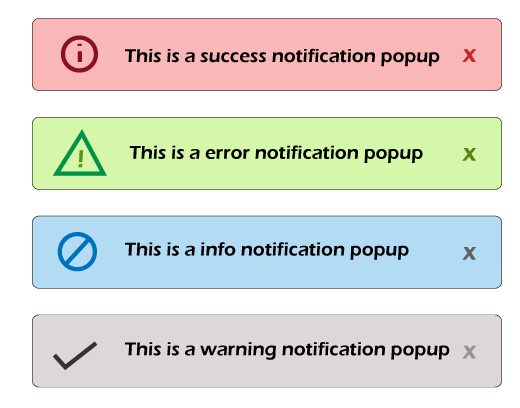 This is a success notification popup x
This is a error notification popup x
This is a info notification popup x
This is a warning notification popup x